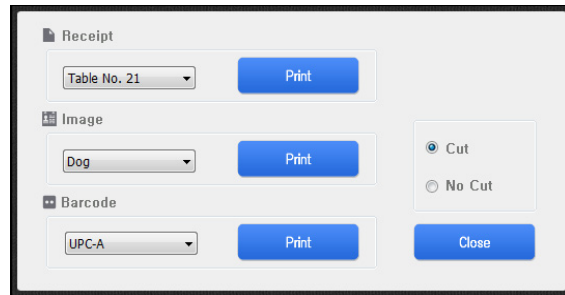 Receipt
Table No. 21
Print
Image
Dog
Print
Cut
No Cut
Barcode
UPC-A
Print
Close